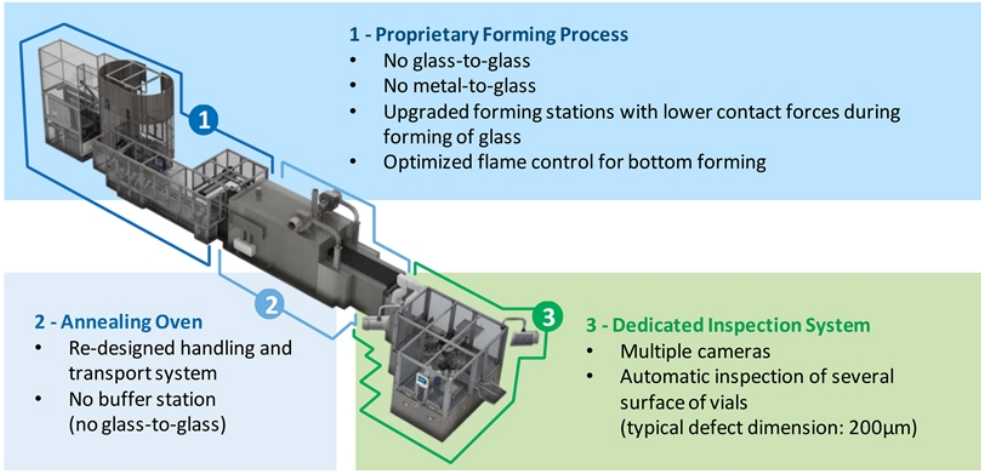 1 - Proprietary Forming Process
• No glass-to-glass
• No metal-to-glass
• Upgraded forming stations with lower contact forces during
forming of glass
• Optimized flame control for bottom forming
1
2
3
2 - Annealing Oven
• Re-designed handling and
transport system
• No buffer station
(no glass-to-glass)
3 - Dedicated Inspection System
• Multiple cameras
• Automatic inspection of several
surface of vials
(typical defect dimension: 200µm)